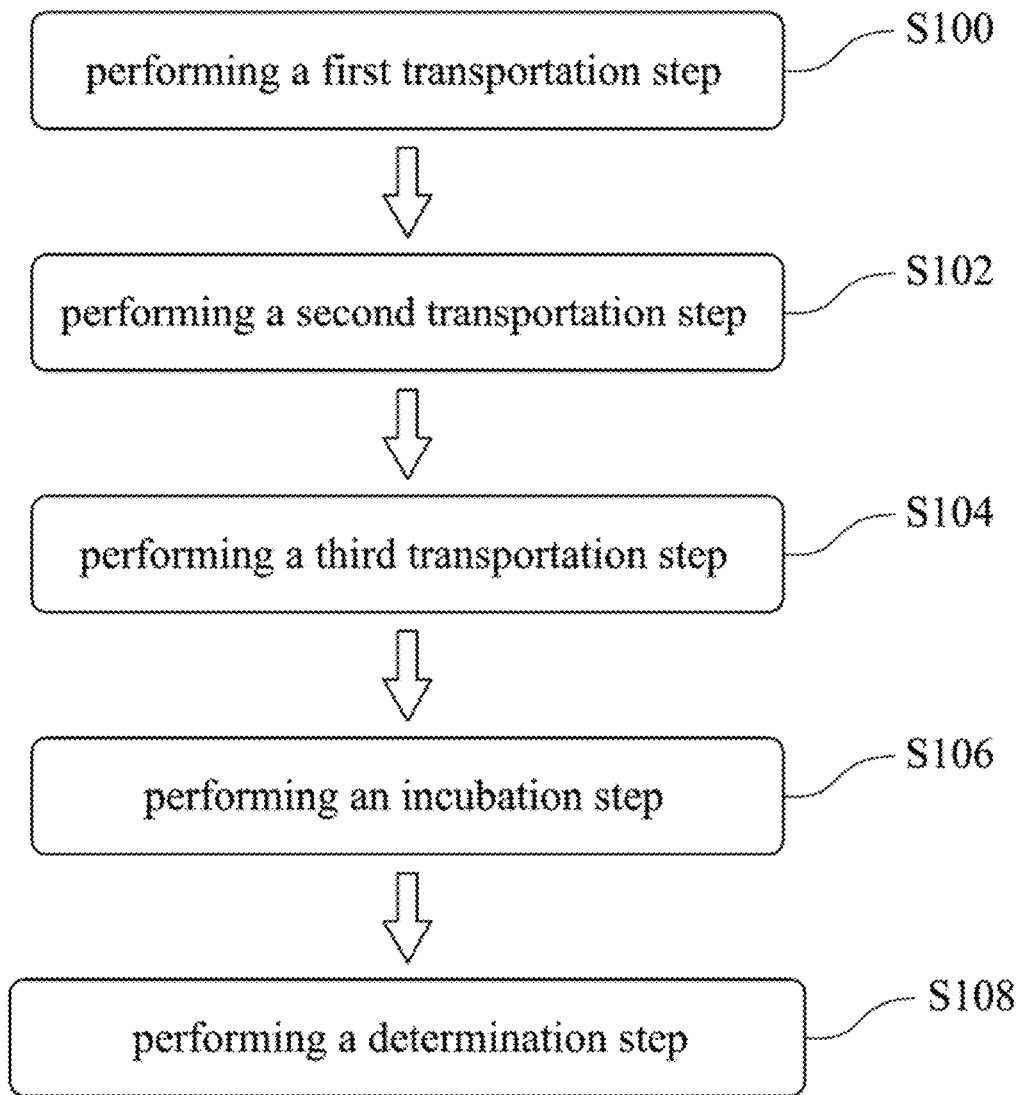 performing a first transportation step
S100
performing a second transportation step
S102
performing a third transportation step
S104
performing an incubation step
S106
performing a determination step
S108